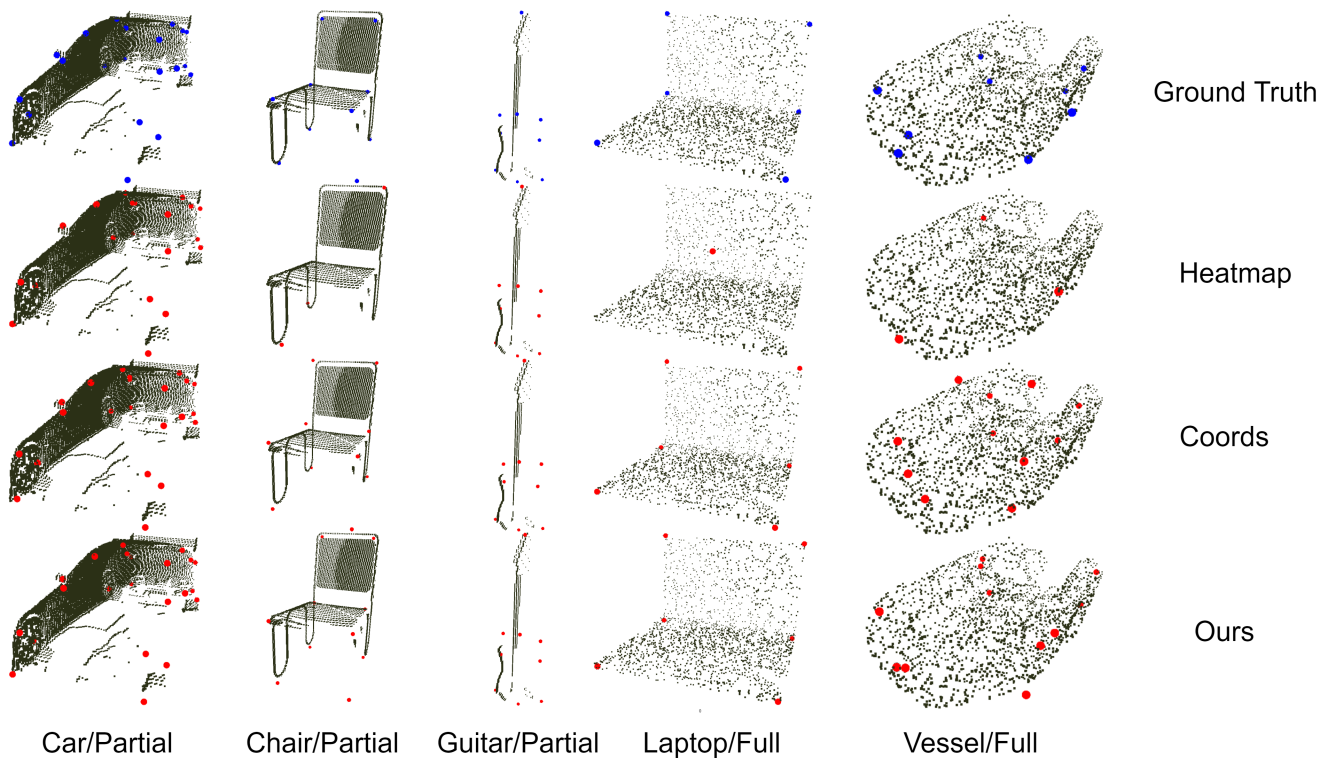 Ground Truth
Heatmap
Coords
Ours
Car/Partial
Chair/Partial
Guitar/Partial
Laptop/Full
Vessel/Full